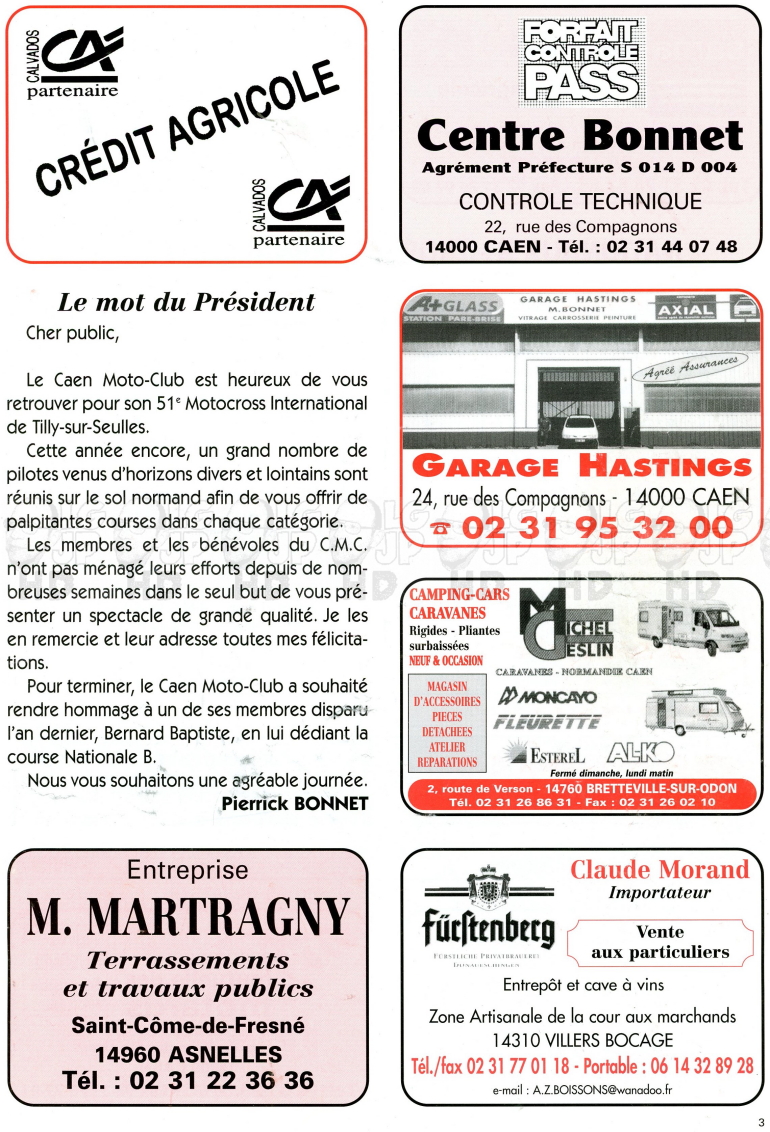 CALVADOS
CA
partenaire
CRÉDIT AGRICOLE
CALVADOS
CA
partenaire
FORFAIT
CONTRÔLE
PASS
Centre Bonnet
Agrément Préfecture S 014 D 004
CONTROLE TECHNIQUE
22, rue des Compagnons
14000 CAEN - Tél. : 02 31 44 07 48
Le mot du Président
Cher public,
Le Caen Moto-Club est heureux de vous
retrouver pour son 51e Motocross International
de Tilly-sur-Seulles.
Cette année encore, un grand nombre de
pilotes venus d'horizons divers et lointains sont
réunis sur le sol normand afin de vous offrir de
palpitantes courses dans chaque catégorie.
Les membres et les bénévoles du C.M.C.
n'ont pas ménagé leurs efforts depuis de nom-
breuses semaines dans le seul but de vous pré-
senter un spectacle de grande qualité. Je les
en remercie et leur adresse toutes mes félicita-
tions.
Pour terminer, le Caen Moto-Club a souhaité
rendre hommage à un de ses membres disparu
l'an dernier, Bernard Baptiste, en lui dédiant la
course Nationale B.
Nous vous souhaitons une agréable journée.
Pierrick BONNET
A+GLASS
STATION PARE-BRISE
GARAGE HASTINGS
M.BONNET
VITRAGE CARROSSERIE PEINTURE
AXIAL
Agréé Assurances
GARAGE HASTINGS
24, rue des Compagnons - 14000 CAEN
☎ 02 31 95 32 00
CAMPING-CARS
CARAVANES
Rigides - Pliantes
surbaissées
NEUF & OCCASION
MICHEL
GESLIN
CARAVANES - NORMANDIE CAEN
MAGASIN
D'ACCESSOIRES
PIECES
DETACHEES
ATELIER
REPARATIONS
MONCAYO
FLEURETTE
ESTEREL
AL-KO
Fermé dimanche, lundi matin
2, route de Verson - 14760 BRETTEVILLE-SUR-ODON
Tél. 02 31 26 86 31 - Fax : 02 31 26 02 10
Entreprise
M. MARTRAGNY
Terrassements
et travaux publics
Saint-Côme-de-Fresné
14960 ASNELLES
Tél. : 02 31 22 36 36
Claude Morand
Importateur
Fürstenberg
FÜRSTLICHE PRIVATBRAUEREI
DONAUESCHINGEN
Vente
aux particuliers
Entrepôt et cave à vins
Zone Artisanale de la cour aux marchands
14310 VILLERS BOCAGE
Tél./fax 02 31 77 01 18 - Portable : 06 14 32 89 28
e-mail : A.Z.BOISSONS@wanadoo.fr
3